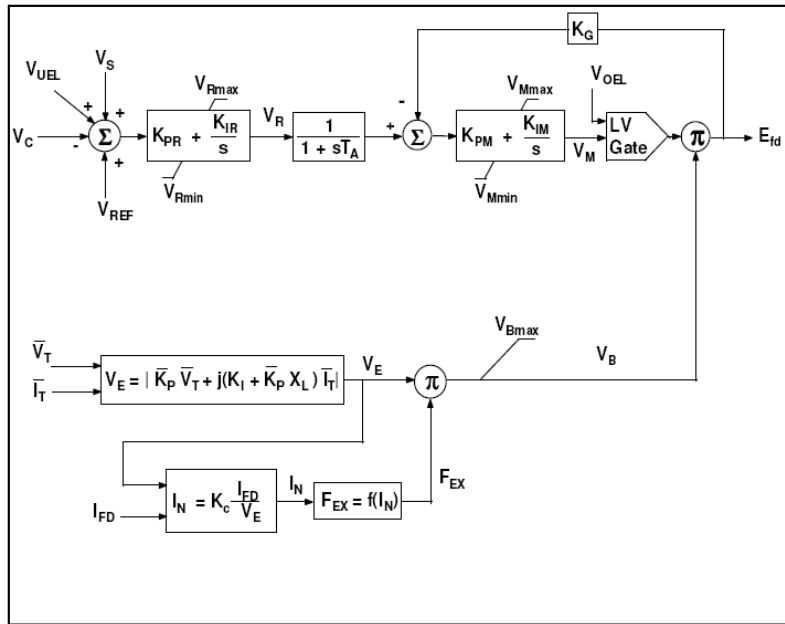 K_G
V_S
V_UEL
V_Rmax
V_Mmax
V_OEL
+
+
-
V_C
-
Σ
+
K_PR + K_IR / s
V_R
1 / 1 + sT_A
+
Σ
K_PM + K_IM / s
V_M
LV
Gate
π
E_fd
V_Rmin
V_Mmin
V_REF
V_Bmax
V̅_T
I̅_T
V_E = | K̅_P V̅_T + j(K_I + K̅_P X_L) I̅_T |
V_E
π
V_B
I_FD
I_N = K_c I_FD / V_E
I_N
F_EX = f(I_N)
F_EX